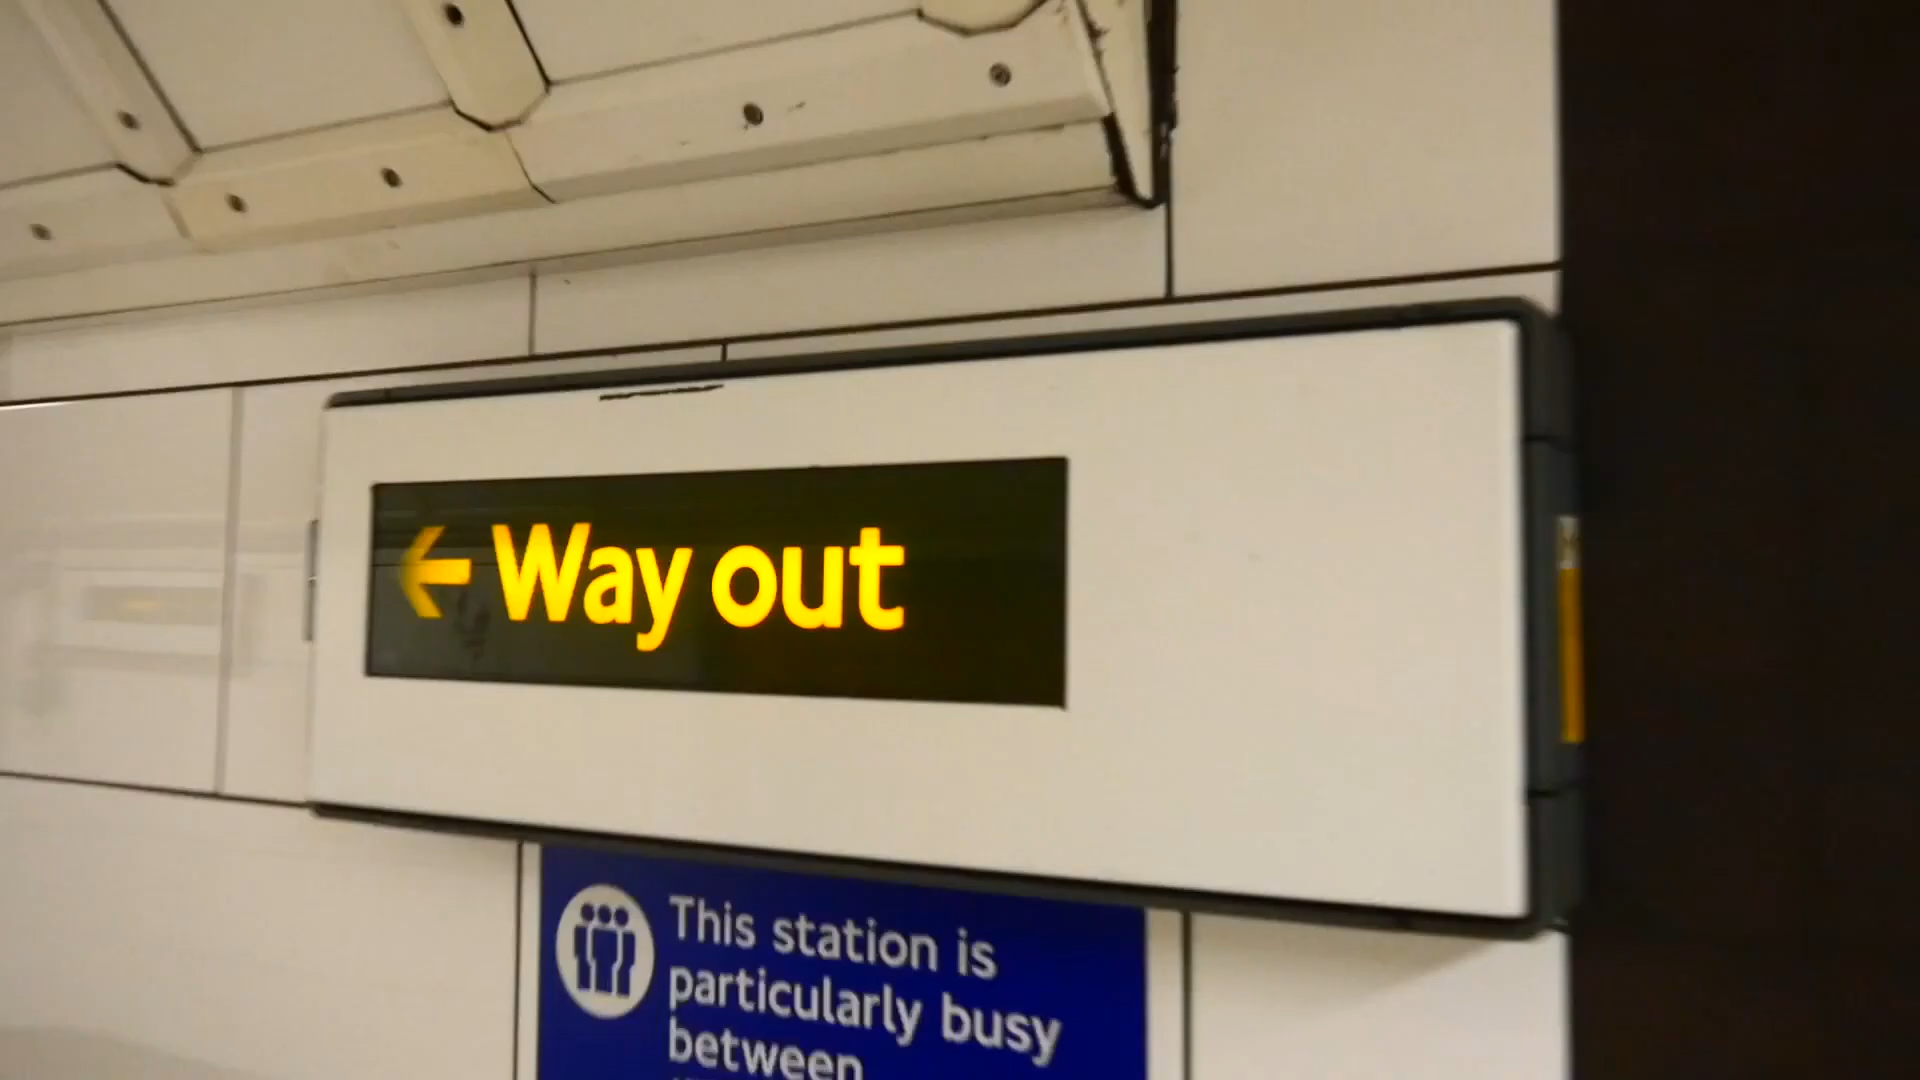 ← Way out
This station is
particularly busy
between